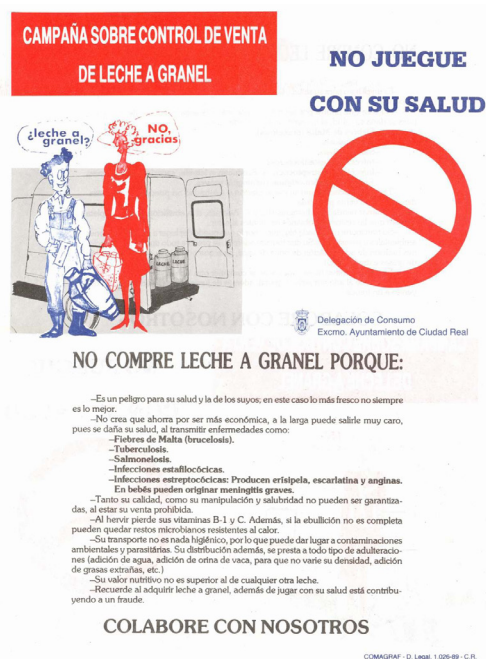 CAMPAÑA SOBRE CONTROL DE VENTA
DE LECHE A GRANEL
NO JUEGUE
CON SU SALUD
¿leche a
granel?
NO,
gracias
LECHE
LECHE
Delegación de Consumo
Excmo. Ayuntamiento de Ciudad Real
NO COMPRE LECHE A GRANEL PORQUE:
—Es un peligro para su salud y la de los suyos; en este caso lo más fresco no siempre
es lo mejor.
—No crea que ahorra por ser más económica, a la larga puede salirle muy caro,
pues se daña su salud, al transmitir enfermedades como:
—Fiebres de Malta (brucelosis).
—Tuberculosis.
—Salmonelosis.
—Infecciones estafilocócicas.
—Infecciones estreptocócicas: Producen erísipela, escarlatina y anginas.
En bebés pueden originar meningitis graves.
—Tanto su calidad, como su manipulación y salubridad no pueden ser garantiza-
das, al estar su venta prohibida.
—Al hervir pierde sus vitaminas B-1 y C. Además, si la ebullición no es completa
pueden quedar restos microbianos resistentes al calor.
—Su transporte no es nada higiénico, por lo que puede dar lugar a contaminaciones
ambientales y parasitárias. Su distribución además, se presta a todo tipo de adulteracio-
nes (adición de agua, adición de orina de vaca, para que no varie su densidad, adición
de grasas extrañas, etc.)
—Su valor nutritivo no es superior al de cualquier otra leche.
—Recuerde al adquirir leche a granel, además de jugar con su salud está contribu-
yendo a un fraude.
COLABORE CON NOSOTROS
COMAGRAF - D. Legal. 1.026-89 - C.R.